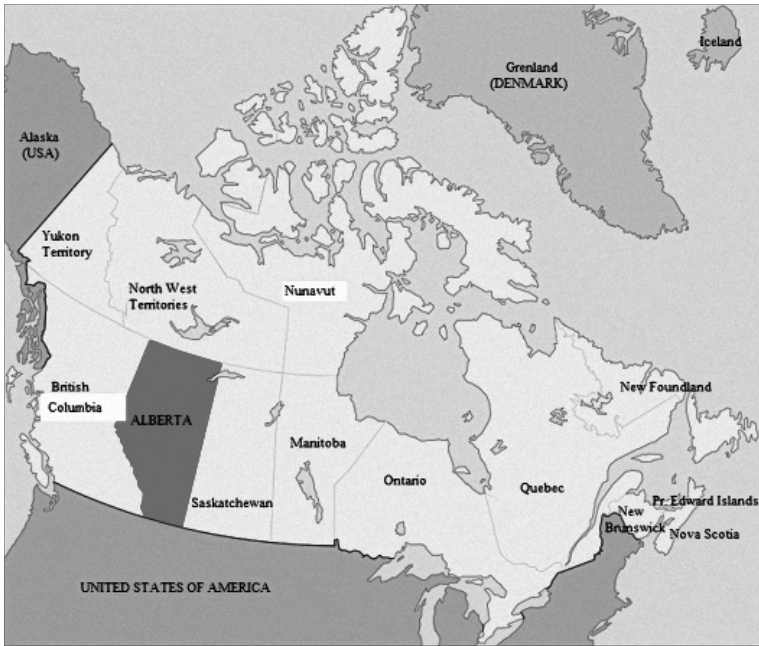 Iceland
Grenland
(DENMARK)
Alaska
(USA)
Yukon
Territory
North West
Territories
Nunavut
British
Columbia
ALBERTA
New Foundland
Manitoba
Saskatchewan
Ontario
Quebec
Pr. Edward Islands
New
Brunswick
Nova Scotia
UNITED STATES OF AMERICA